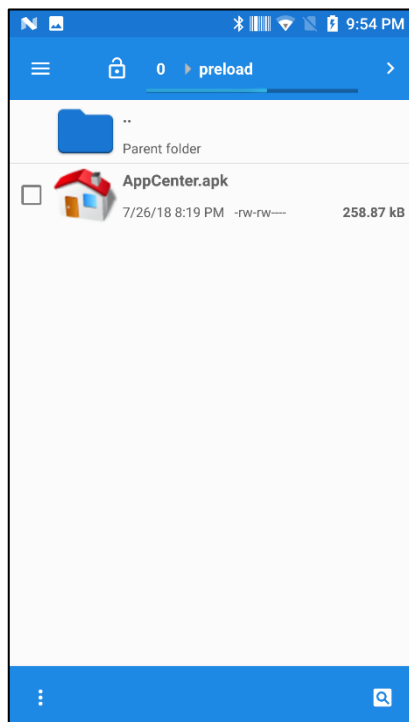 9:54 PM
0 preload
..
Parent folder
AppCenter.apk
7/26/18 8:19 PM -rw-rw---- 258.87 kB